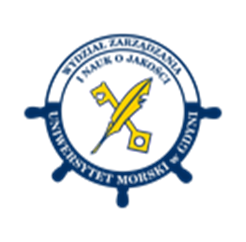 WYDZIAŁ ZARZĄDZANIA
I NAUK O JAKOŚCI
UNIWERSYTET MORSKI w GDYNI